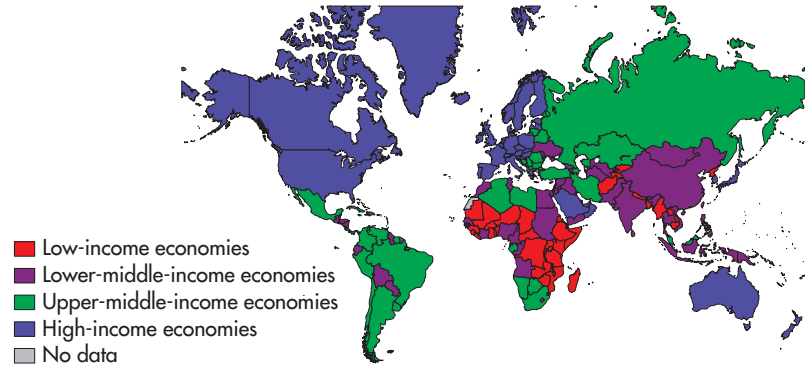 Low-income economies
Lower-middle-income economies
Upper-middle-income economies
High-income economies
No data